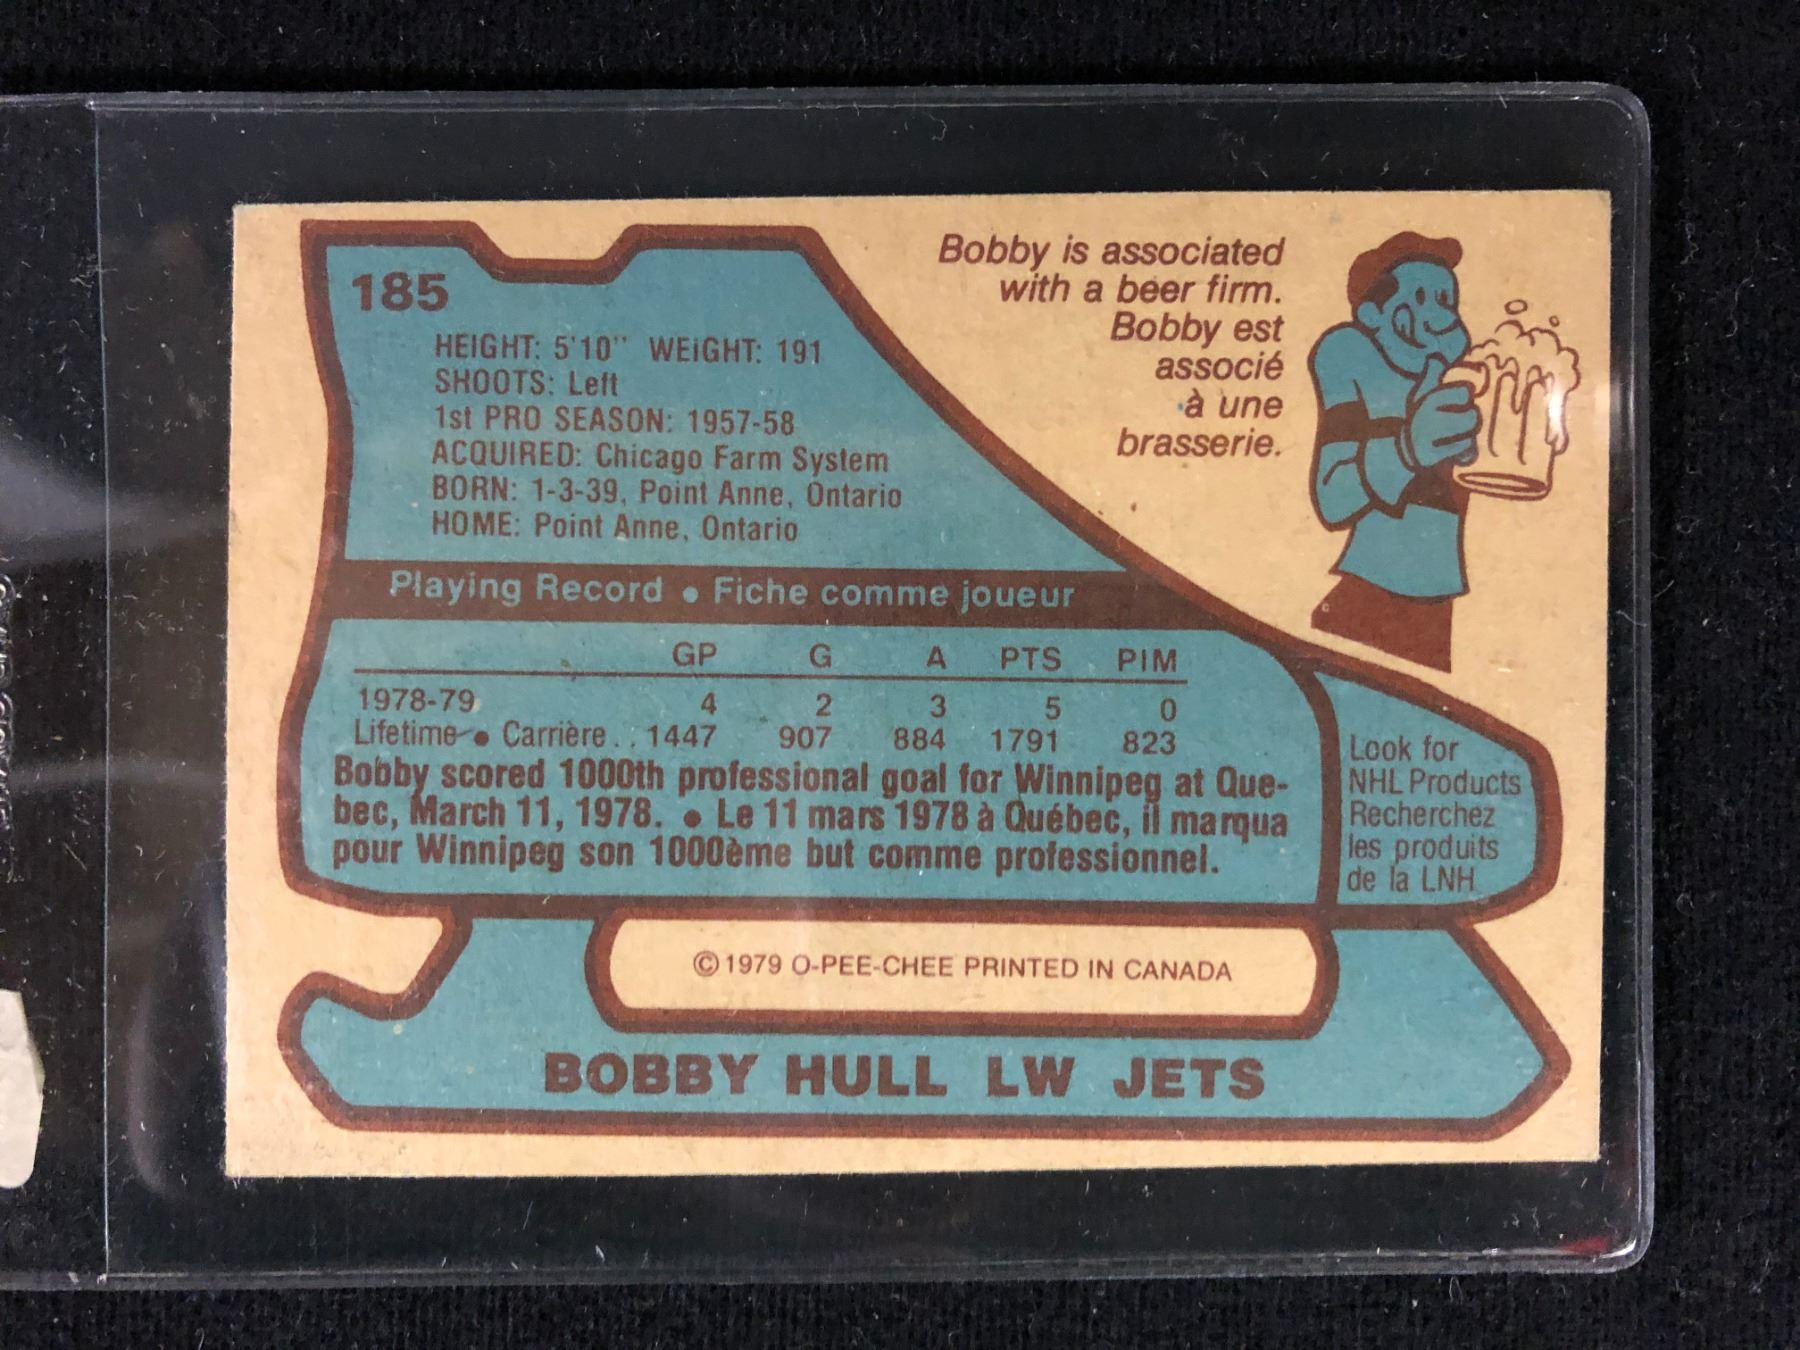 185
HEIGHT: 5'10" WEIGHT: 191
SHOOTS: Left
1st PRO SEASON: 1957-58
ACQUIRED: Chicago Farm System
BORN: 1-3-39, Point Anne, Ontario
HOME: Point Anne, Ontario
Bobby is associated
with a beer firm.
Bobby est
associé
à une
brasserie.
Playing Record • Fiche comme joueur
GP G A PTS PIM
1978-79 4 2 3 5 0
Lifetime • Carrière . . 1447 907 884 1791 823
Bobby scored 1000th professional goal for Winnipeg at Que-
bec, March 11, 1978. • Le 11 mars 1978 à Québec, il marqua
pour Winnipeg son 1000ème but comme professionnel.
Look for
NHL Products
Recherchez
les produits
de la LNH
© 1979 O-PEE-CHEE PRINTED IN CANADA
BOBBY HULL LW JETS